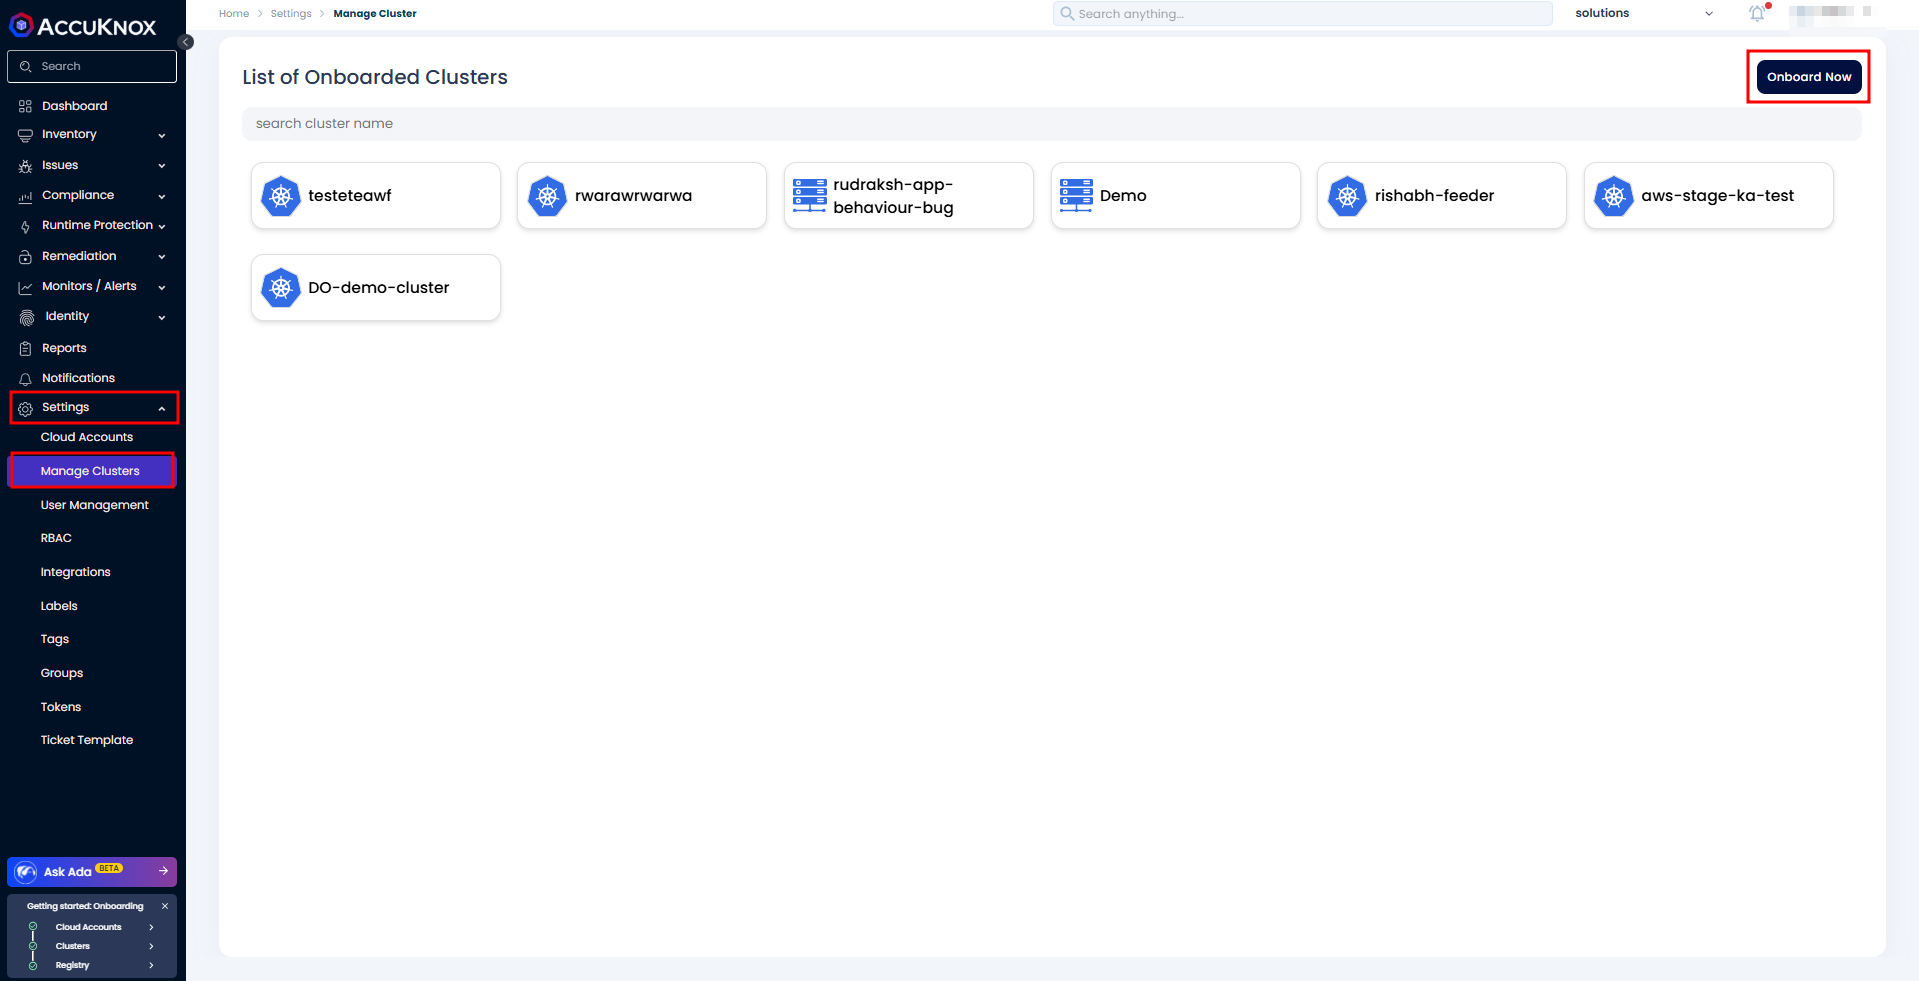 ACCUKNOX
Search
Dashboard
Inventory
Issues
Compliance
Runtime Protection
Remediation
Monitors / Alerts
Identity
Reports
Notifications
Settings
Cloud Accounts
Manage Clusters
User Management
RBAC
Integrations
Labels
Tags
Groups
Tokens
Ticket Template
Ask Ada BETA
Getting started: Onboarding
Cloud Accounts
Clusters
Registry
Home > Settings > Manage Cluster
Search anything...
solutions
List of Onboarded Clusters
Onboard Now
search cluster name
testeteawf
rwarawrwarwa
rudraksh-app-
behaviour-bug
Demo
rishabh-feeder
aws-stage-ka-test
DO-demo-cluster